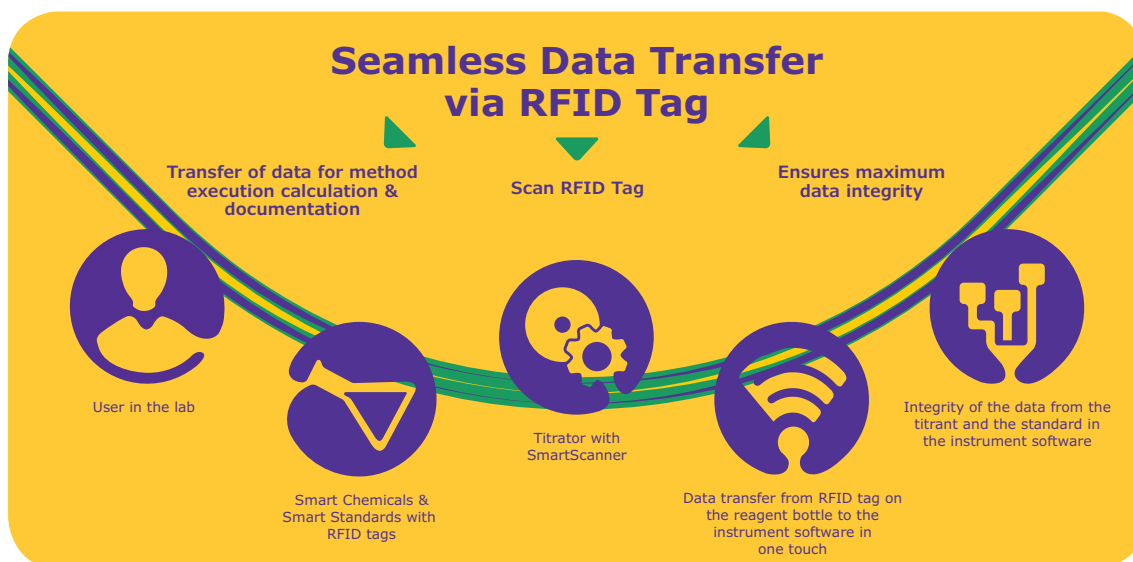 Seamless Data Transfer
via RFID Tag
Transfer of data for method
execution calculation &
documentation
Scan RFID Tag
Ensures maximum
data integrity
User in the lab
Smart Chemicals &
Smart Standards with
RFID tags
Titrator with
SmartScanner
Data transfer from RFID tag on
the reagent bottle to the
instrument software in
one touch
Integrity of the data from the
titrant and the standard in
the instrument software